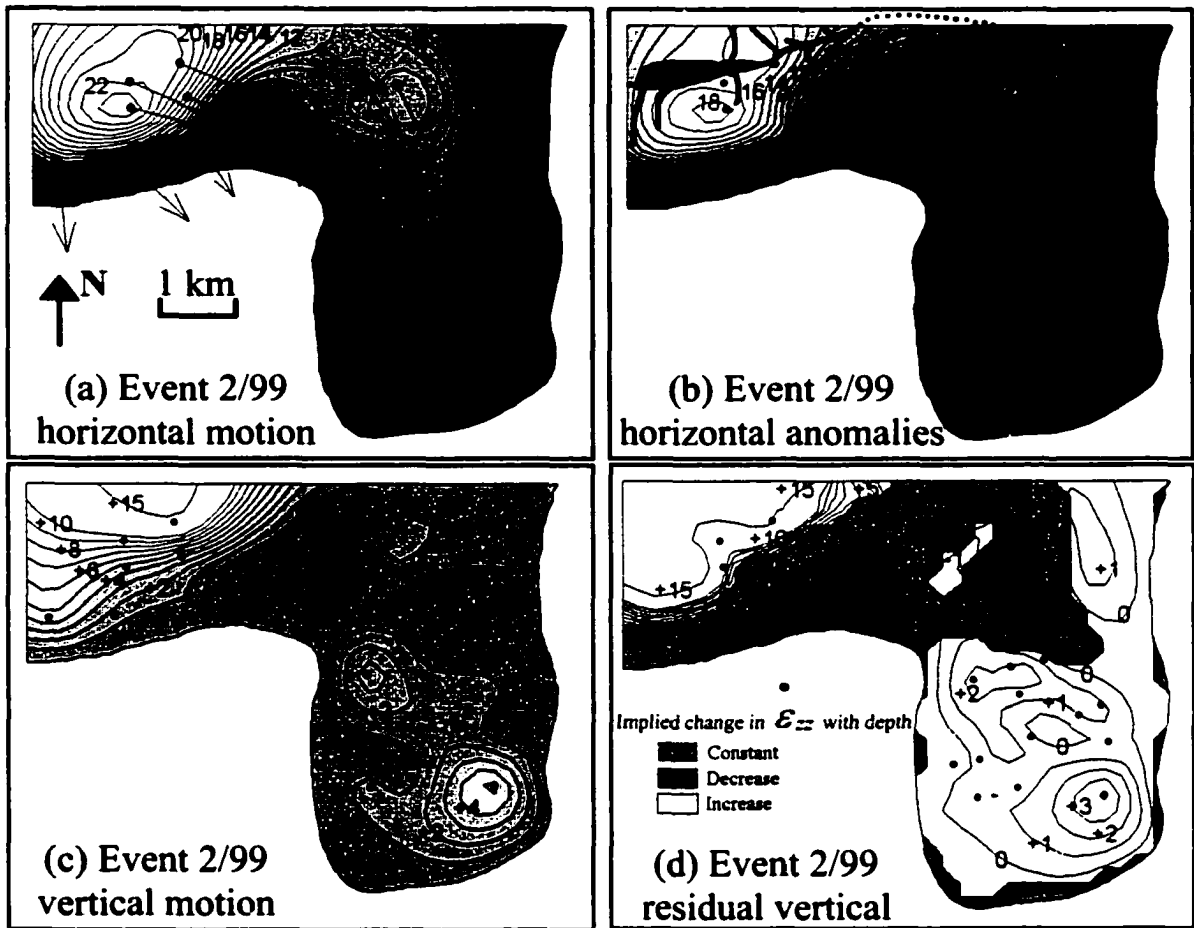 20 18 16 14 12
22
N
1 km
(a) Event 2/99
horizontal motion
16
18
(b) Event 2/99
horizontal anomalies
+15
+10
+8
+6
(c) Event 2/99
vertical motion
+15
+5
+15
+1
0
0
+2
+1
0
Implied change in εzz with depth
Constant
Decrease
Increase
+3
+2
+1
0
(d) Event 2/99
residual vertical